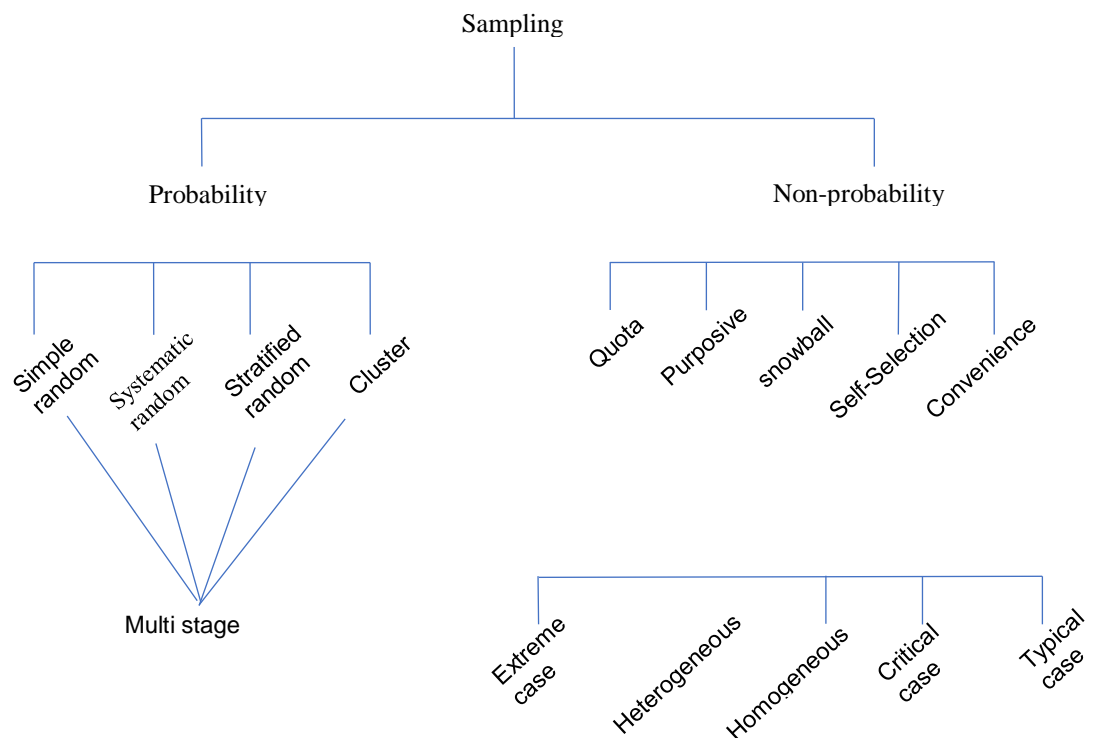 Sampling
Probability
Non-probability
Simple
random
Systematic
random
Stratified
random
Cluster
Quota
Purposive
snowball
Self-Selection
Convenience
Multi stage
Extreme
case
Heterogeneous
Homogeneous
Critical
case
Typical
case